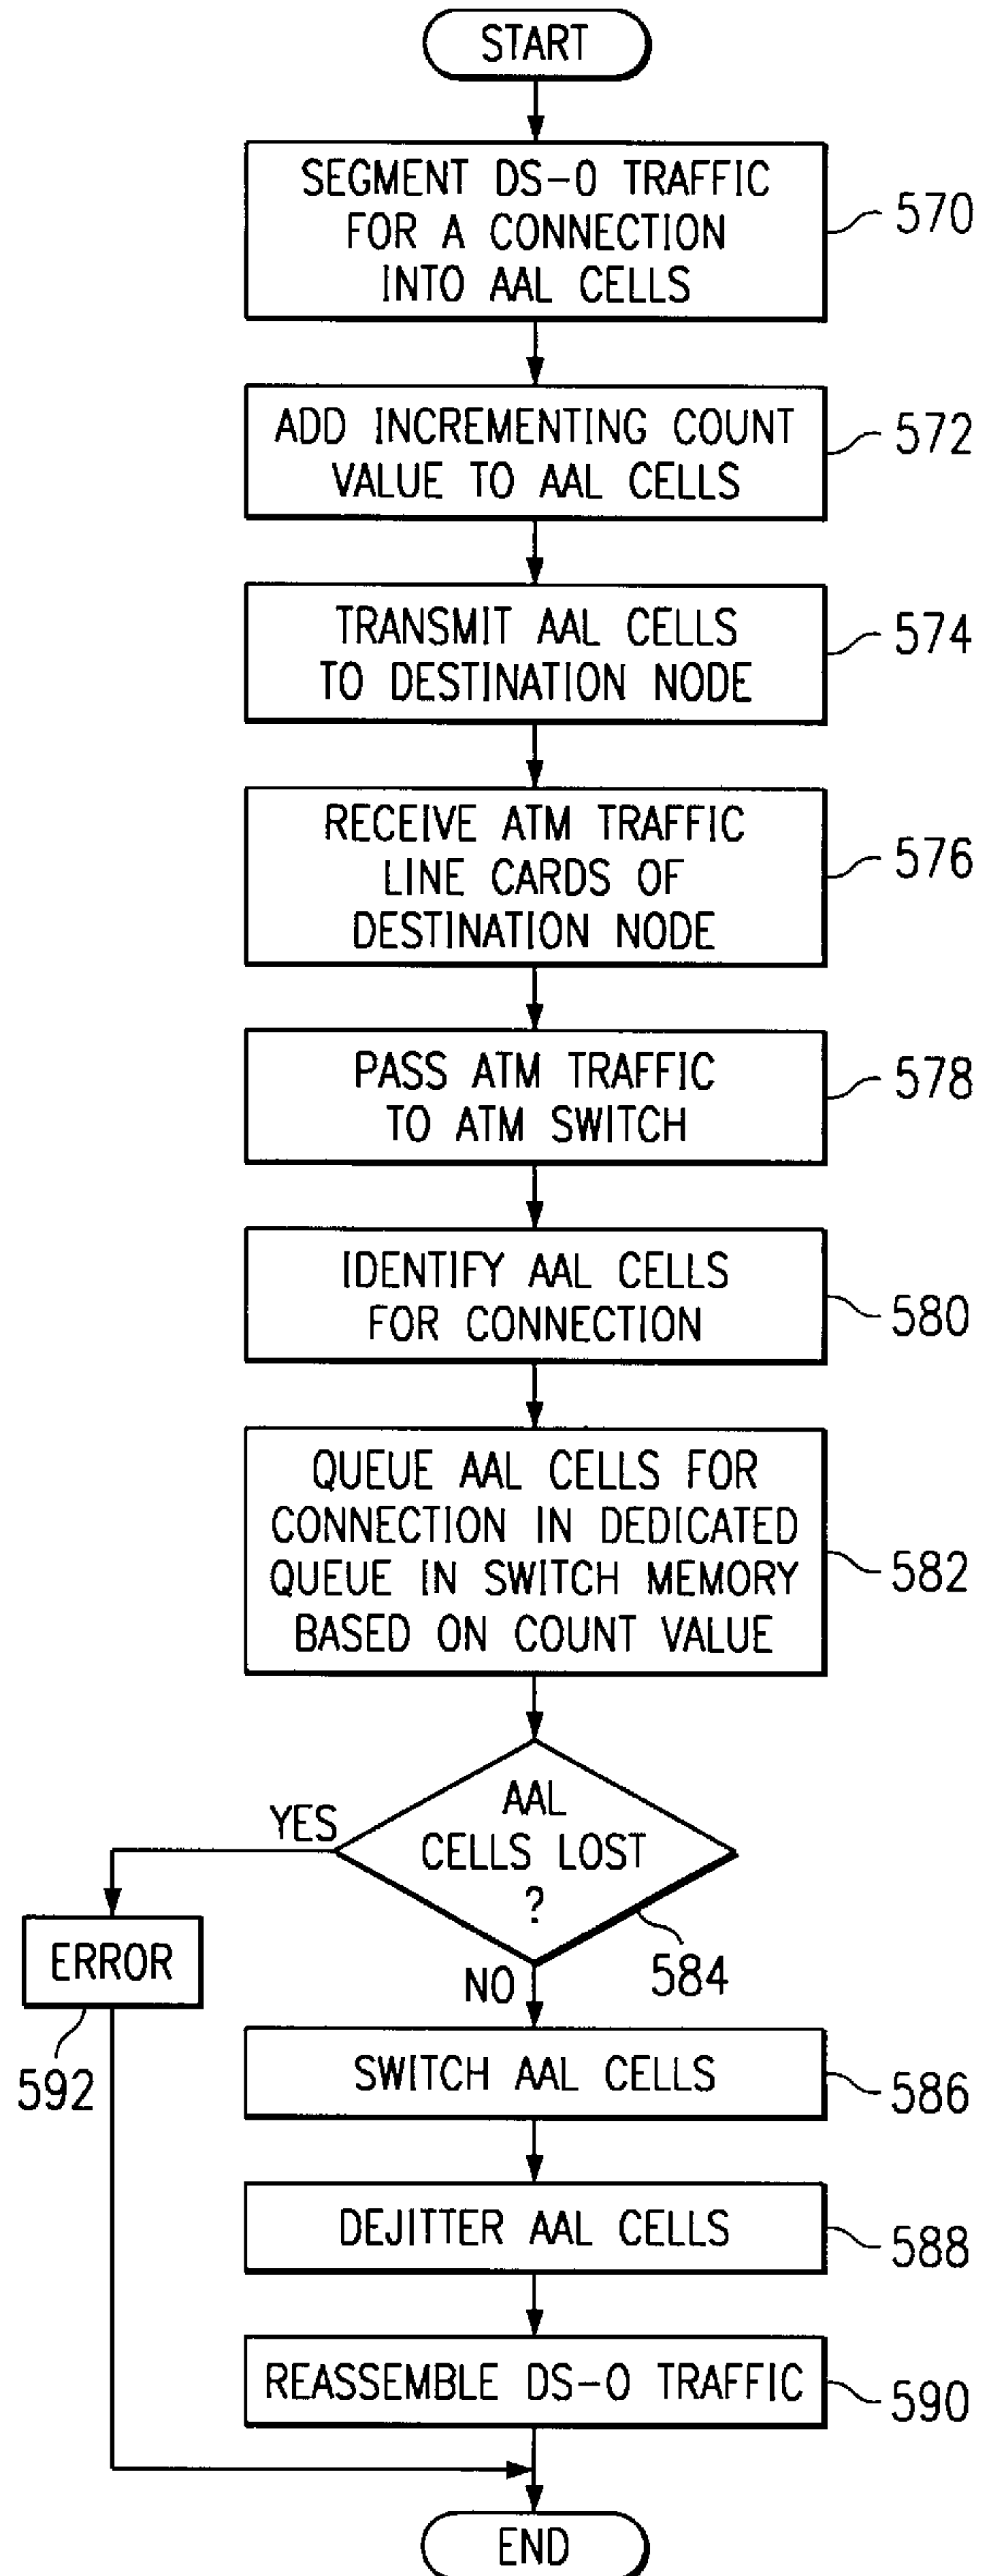 START
SEGMENT DS-0 TRAFFIC
FOR A CONNECTION
INTO AAL CELLS
570
ADD INCREMENTING COUNT
VALUE TO AAL CELLS
572
TRANSMIT AAL CELLS
TO DESTINATION NODE
574
RECEIVE ATM TRAFFIC
LINE CARDS OF
DESTINATION NODE
576
PASS ATM TRAFFIC
TO ATM SWITCH
578
IDENTIFY AAL CELLS
FOR CONNECTION
580
QUEUE AAL CELLS FOR
CONNECTION IN DEDICATED
QUEUE IN SWITCH MEMORY
BASED ON COUNT VALUE
582
AAL
CELLS LOST
?
584
YES
ERROR
592
NO
SWITCH AAL CELLS
586
DEJITTER AAL CELLS
588
REASSEMBLE DS-0 TRAFFIC
590
END